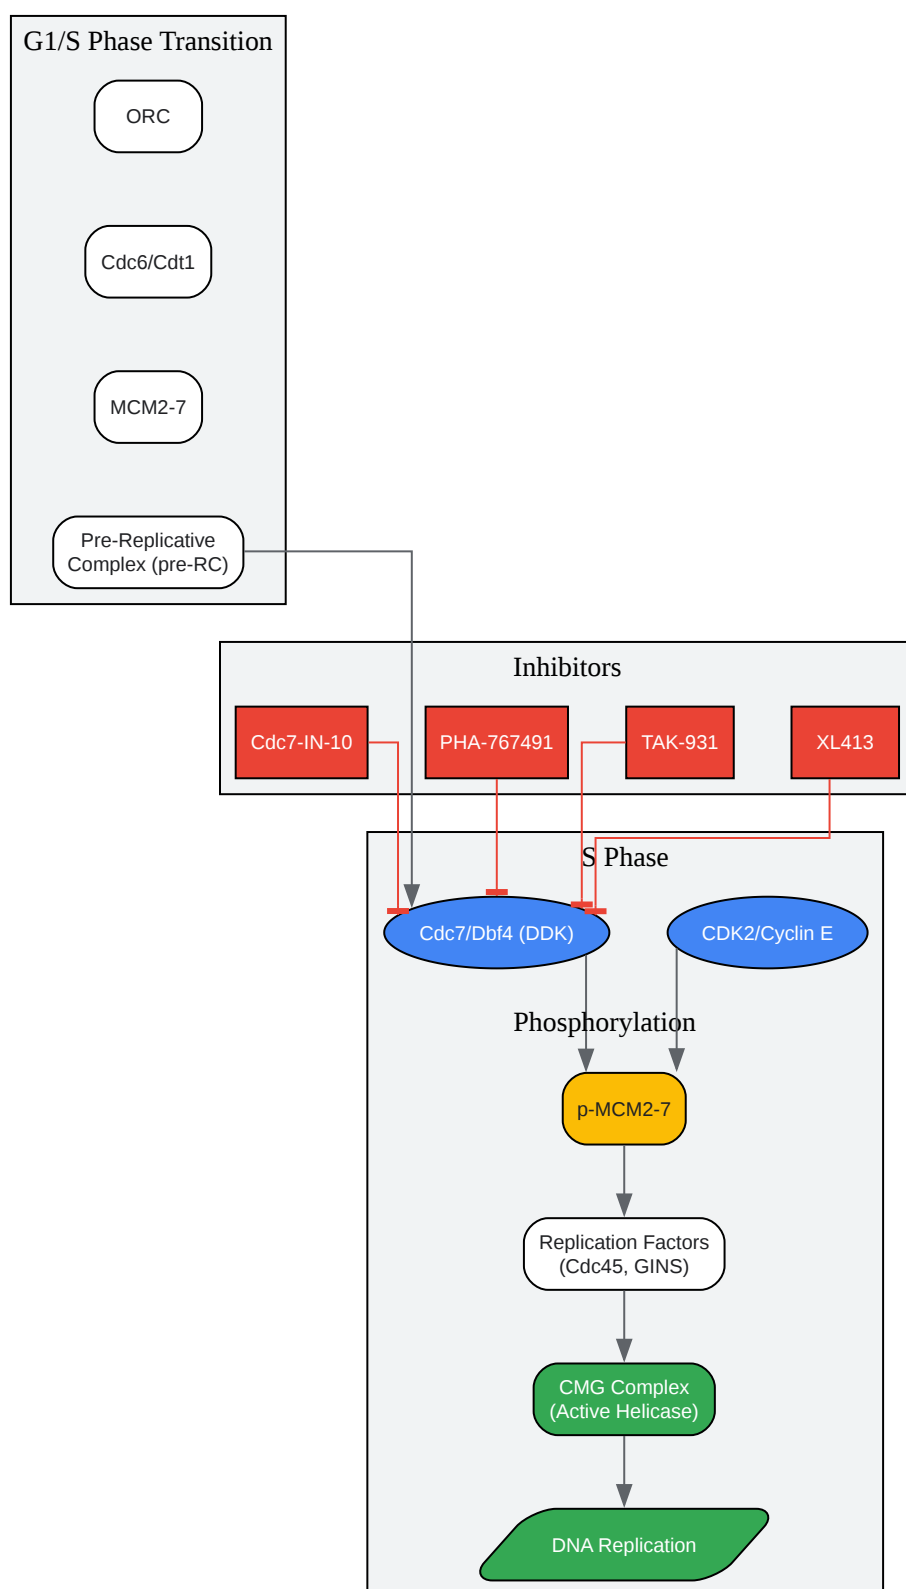 G1/S Phase Transition
ORC
Cdc6/Cdt1
MCM2-7
Pre-Replicative
Complex (pre-RC)
Inhibitors
Cdc7-IN-10
PHA-767491
TAK-931
XL413
S Phase
Cdc7/Dbf4 (DDK)
CDK2/Cyclin E
Phosphorylation
p-MCM2-7
Replication Factors
(Cdc45, GINS)
CMG Complex
(Active Helicase)
DNA Replication